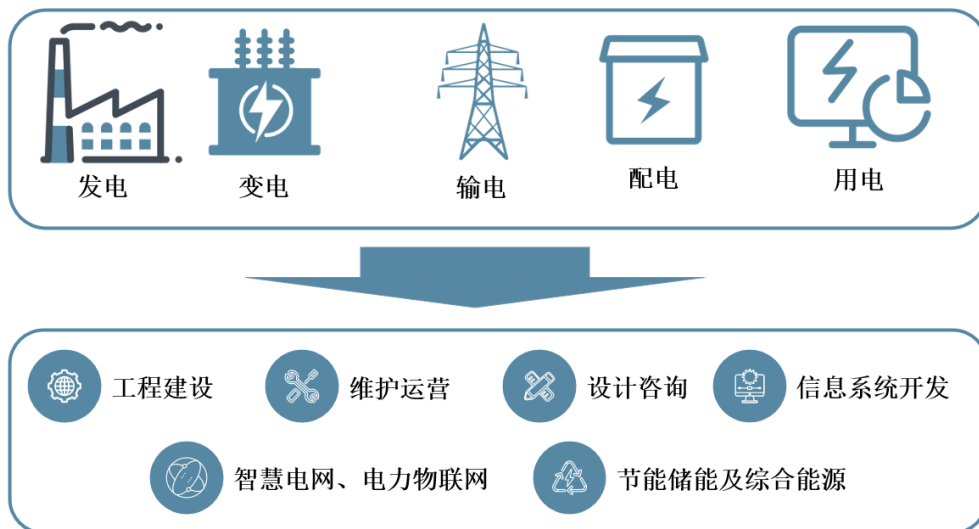 发电
变电
输电
配电
用电
工程建设
维护运营
设计咨询
信息系统开发
智慧电网、电力物联网
节能储能及综合能源